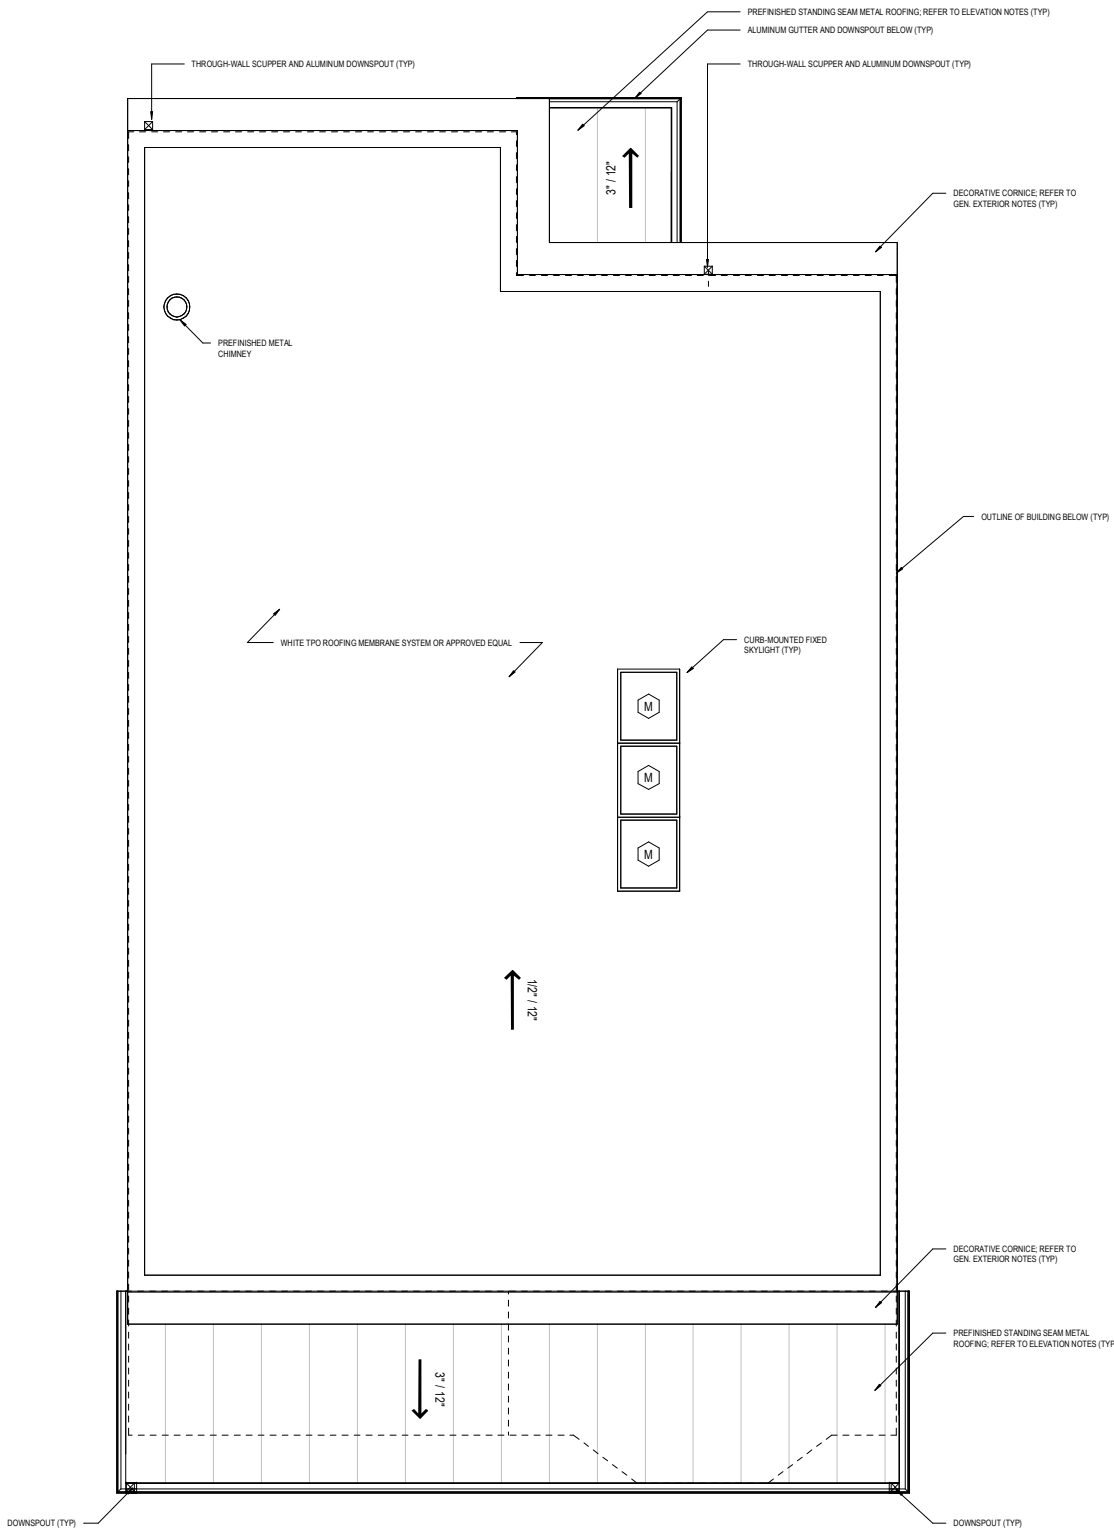 PREFINISHED STANDING SEAM METAL ROOFING; REFER TO ELEVATION NOTES (TYP)
ALUMINUM GUTTER AND DOWNSPOUT BELOW (TYP)
THROUGH-WALL SCUPPER AND ALUMINUM DOWNSPOUT (TYP)
THROUGH-WALL SCUPPER AND ALUMINUM DOWNSPOUT (TYP)
3" / 12"
DECORATIVE CORNICE; REFER TO
GEN. EXTERIOR NOTES (TYP)
PREFINISHED METAL
CHIMNEY
OUTLINE OF BUILDING BELOW (TYP)
WHITE TPO ROOFING MEMBRANE SYSTEM OR APPROVED EQUAL
CURB-MOUNTED FIXED
SKYLIGHT (TYP)
M
M
M
1/2" / 12"
DECORATIVE CORNICE; REFER TO
GEN. EXTERIOR NOTES (TYP)
PREFINISHED STANDING SEAM METAL
ROOFING; REFER TO ELEVATION NOTES (TYP
3" / 12"
DOWNSPOUT (TYP)
DOWNSPOUT (TYP)